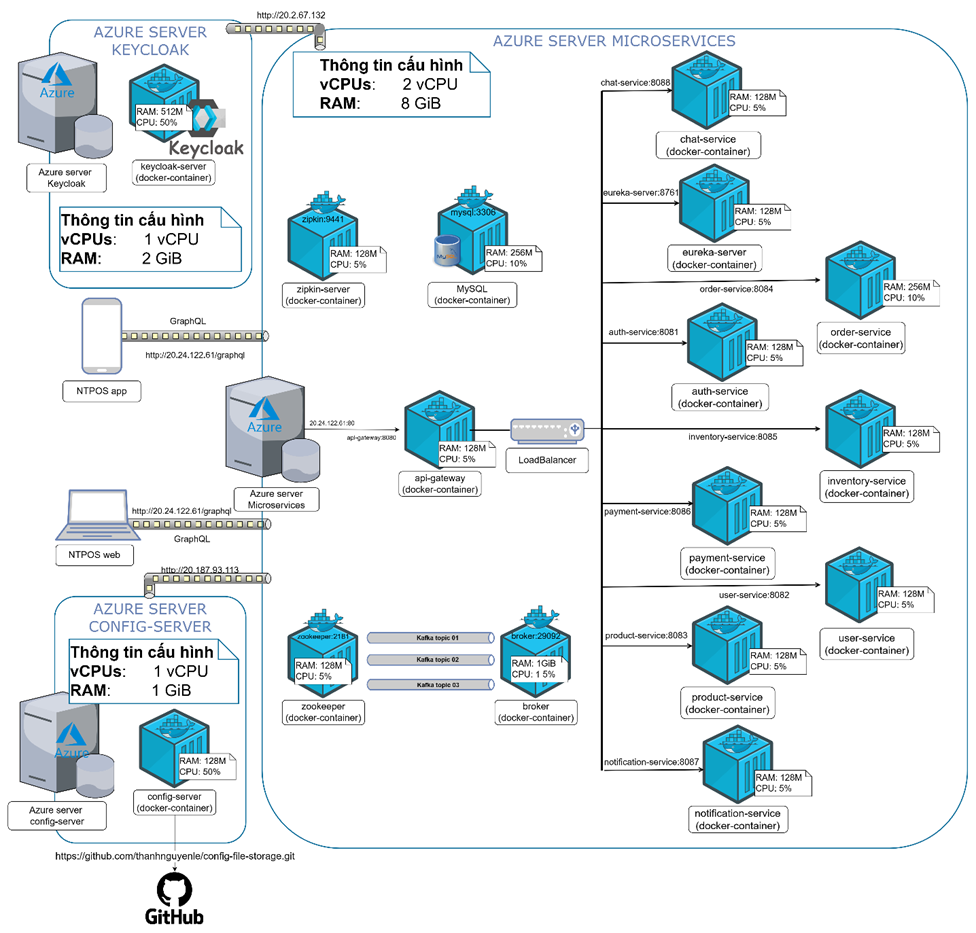 http://20.2.67.132
AZURE SERVER
KEYCLOAK
Azure
RAM: 512M
CPU: 50%
Keycloak
Azure server
Keycloak
keycloak-server
(docker-container)
Thông tin cấu hình
vCPUs: 1 vCPU
RAM: 2 GiB
AZURE SERVER MICROSERVICES
Thông tin cấu hình
vCPUs: 2 vCPU
RAM: 8 GiB
zipkin:9441
RAM: 128M
CPU: 5%
zipkin-server
(docker-container)
mysql:3306
RAM: 256M
CPU: 10%
MySQL
(docker-container)
GraphQL
http://20.24.122.61/graphql
NTPOS app
Azure
Azure server
Microservices
20.24.122.61:80
api-gateway:8080
RAM: 128M
CPU: 5%
api-gateway
(docker-container)
LoadBalancer
http://20.24.122.61/graphql
GraphQL
NTPOS web
chat-service:8088
RAM: 128M
CPU: 5%
chat-service
(docker-container)
eureka-server:8761
RAM: 128M
CPU: 5%
eureka-server
(docker-container)
order-service:8084
RAM: 256M
CPU: 10%
order-service
(docker-container)
auth-service:8081
RAM: 128M
CPU: 5%
auth-service
(docker-container)
inventory-service:8085
RAM: 128M
CPU: 5%
inventory-service
(docker-container)
payment-service:8086
RAM: 128M
CPU: 5%
payment-service
(docker-container)
user-service:8082
RAM: 128M
CPU: 5%
user-service
(docker-container)
product-service:8083
RAM: 128M
CPU: 5%
product-service
(docker-container)
notification-service:8087
RAM: 128M
CPU: 5%
notification-service
(docker-container)
zookeeper:2181
RAM: 128M
CPU: 5%
zookeeper
(docker-container)
Kafka topic 01
Kafka topic 02
Kafka topic 03
broker:29092
RAM: 1GiB
CPU: 1 5%
broker
(docker-container)
http://20.187.93.113
AZURE SERVER
CONFIG-SERVER
Thông tin cấu hình
vCPUs: 1 vCPU
RAM: 1 GiB
Azure
Azure server
config-server
RAM: 128M
CPU: 50%
config-server
(docker-container)
https://github.com/thanhnguyenle/config-file-storage.git
GitHub